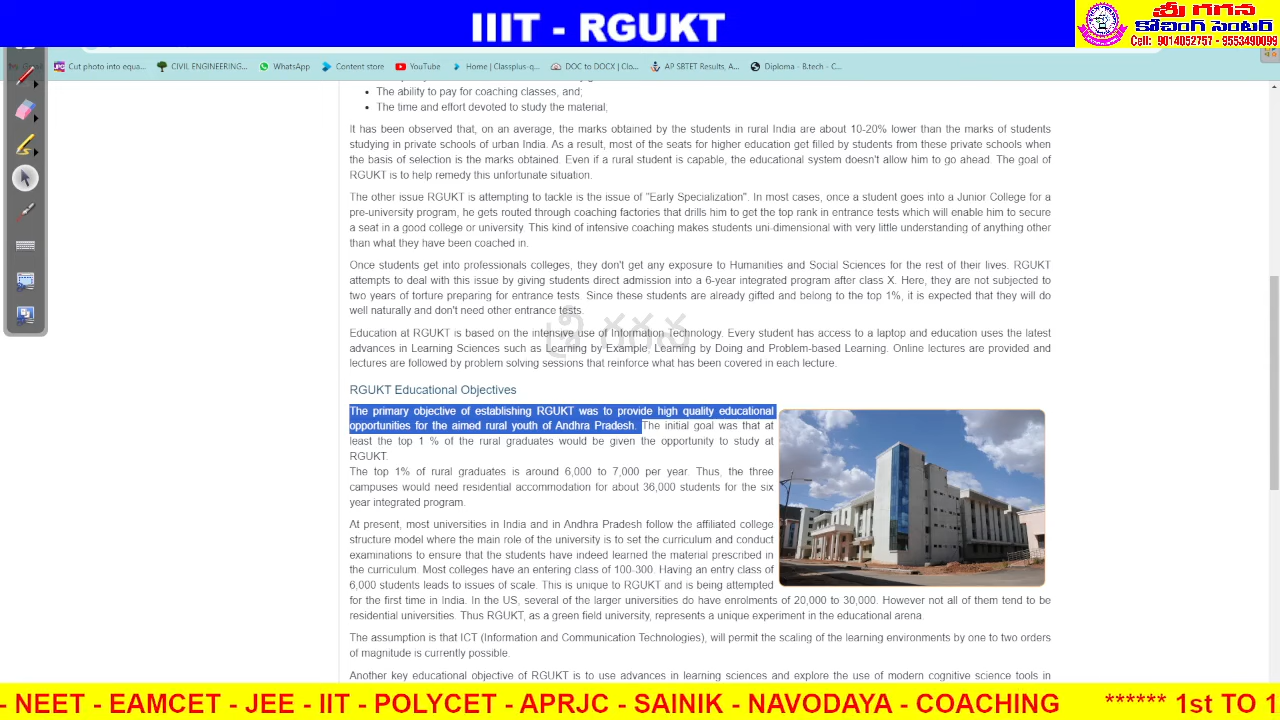 IIIT - RGUKT
శ్రీ గగన
కోచింగ్ సెంటర్
Cell: 9014052757 - 9553490099
Cut photo into equa...
CIVIL ENGINEERING...
WhatsApp
Content store
YouTube
Home | Classplus-q...
DOC to DOCX | Clo...
AP SBTET Results, A...
Diploma - B.tech - C...
The ability to pay for coaching classes, and;
The time and effort devoted to study the material;
It has been observed that, on an average, the marks obtained by the students in rural India are about 10-20% lower than the marks of students
studying in private schools of urban India. As a result, most of the seats for higher education get filled by students from these private schools when
the basis of selection is the marks obtained. Even if a rural student is capable, the educational system doesn't allow him to go ahead. The goal of
RGUKT is to help remedy this unfortunate situation.
The other issue RGUKT is attempting to tackle is the issue of "Early Specialization". In most cases, once a student goes into a Junior College for a
pre-university program, he gets routed through coaching factories that drills him to get the top rank in entrance tests which will enable him to secure
a seat in a good college or university. This kind of intensive coaching makes students uni-dimensional with very little understanding of anything other
than what they have been coached in.
Once students get into professionals colleges, they don't get any exposure to Humanities and Social Sciences for the rest of their lives. RGUKT
attempts to deal with this issue by giving students direct admission into a 6-year integrated program after class X. Here, they are not subjected to
two years of torture preparing for entrance tests. Since these students are already gifted and belong to the top 1%, it is expected that they will do
well naturally and don't need other entrance tests.
శ్రీ గగన
Education at RGUKT is based on the intensive use of Information Technology. Every student has access to a laptop and education uses the latest
advances in Learning Sciences such as Learning by Example, Learning by Doing and Problem-based Learning. Online lectures are provided and
lectures are followed by problem solving sessions that reinforce what has been covered in each lecture.
RGUKT Educational Objectives
The primary objective of establishing RGUKT was to provide high quality educational
opportunities for the aimed rural youth of Andhra Pradesh. The initial goal was that at
least the top 1 % of the rural graduates would be given the opportunity to study at
RGUKT.
The top 1% of rural graduates is around 6,000 to 7,000 per year. Thus, the three
campuses would need residential accommodation for about 36,000 students for the six
year integrated program.
At present, most universities in India and in Andhra Pradesh follow the affiliated college
structure model where the main role of the university is to set the curriculum and conduct
examinations to ensure that the students have indeed learned the material prescribed in
the curriculum. Most colleges have an entering class of 100-300. Having an entry class of
6,000 students leads to issues of scale. This is unique to RGUKT and is being attempted
for the first time in India. In the US, several of the larger universities do have enrolments of 20,000 to 30,000. However not all of them tend to be
residential universities. Thus RGUKT, as a green field university, represents a unique experiment in the educational arena.
The assumption is that ICT (Information and Communication Technologies), will permit the scaling of the learning environments by one to two orders
of magnitude is currently possible.
Another key educational objective of RGUKT is to use advances in learning sciences and explore the use of modern cognitive science tools in
- NEET - EAMCET - JEE - IIT - POLYCET - APRJC - SAINIK - NAVODAYA - COACHING ****** 1st TO 1